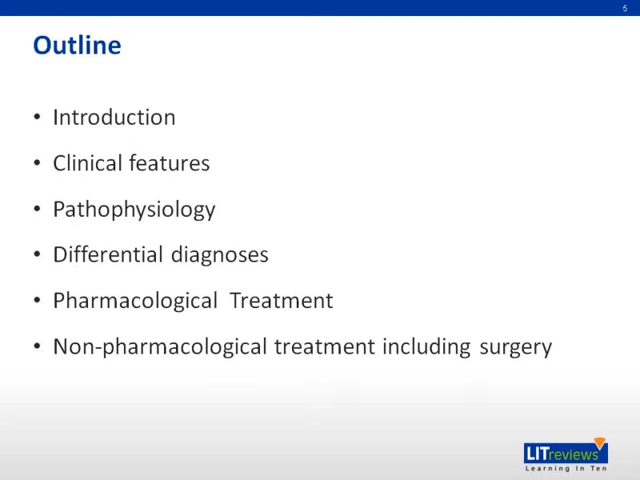 5
Outline
• Introduction
• Clinical features
• Pathophysiology
• Differential diagnoses
• Pharmacological Treatment
• Non-pharmacological treatment including surgery
LITreviews
Learning In Ten